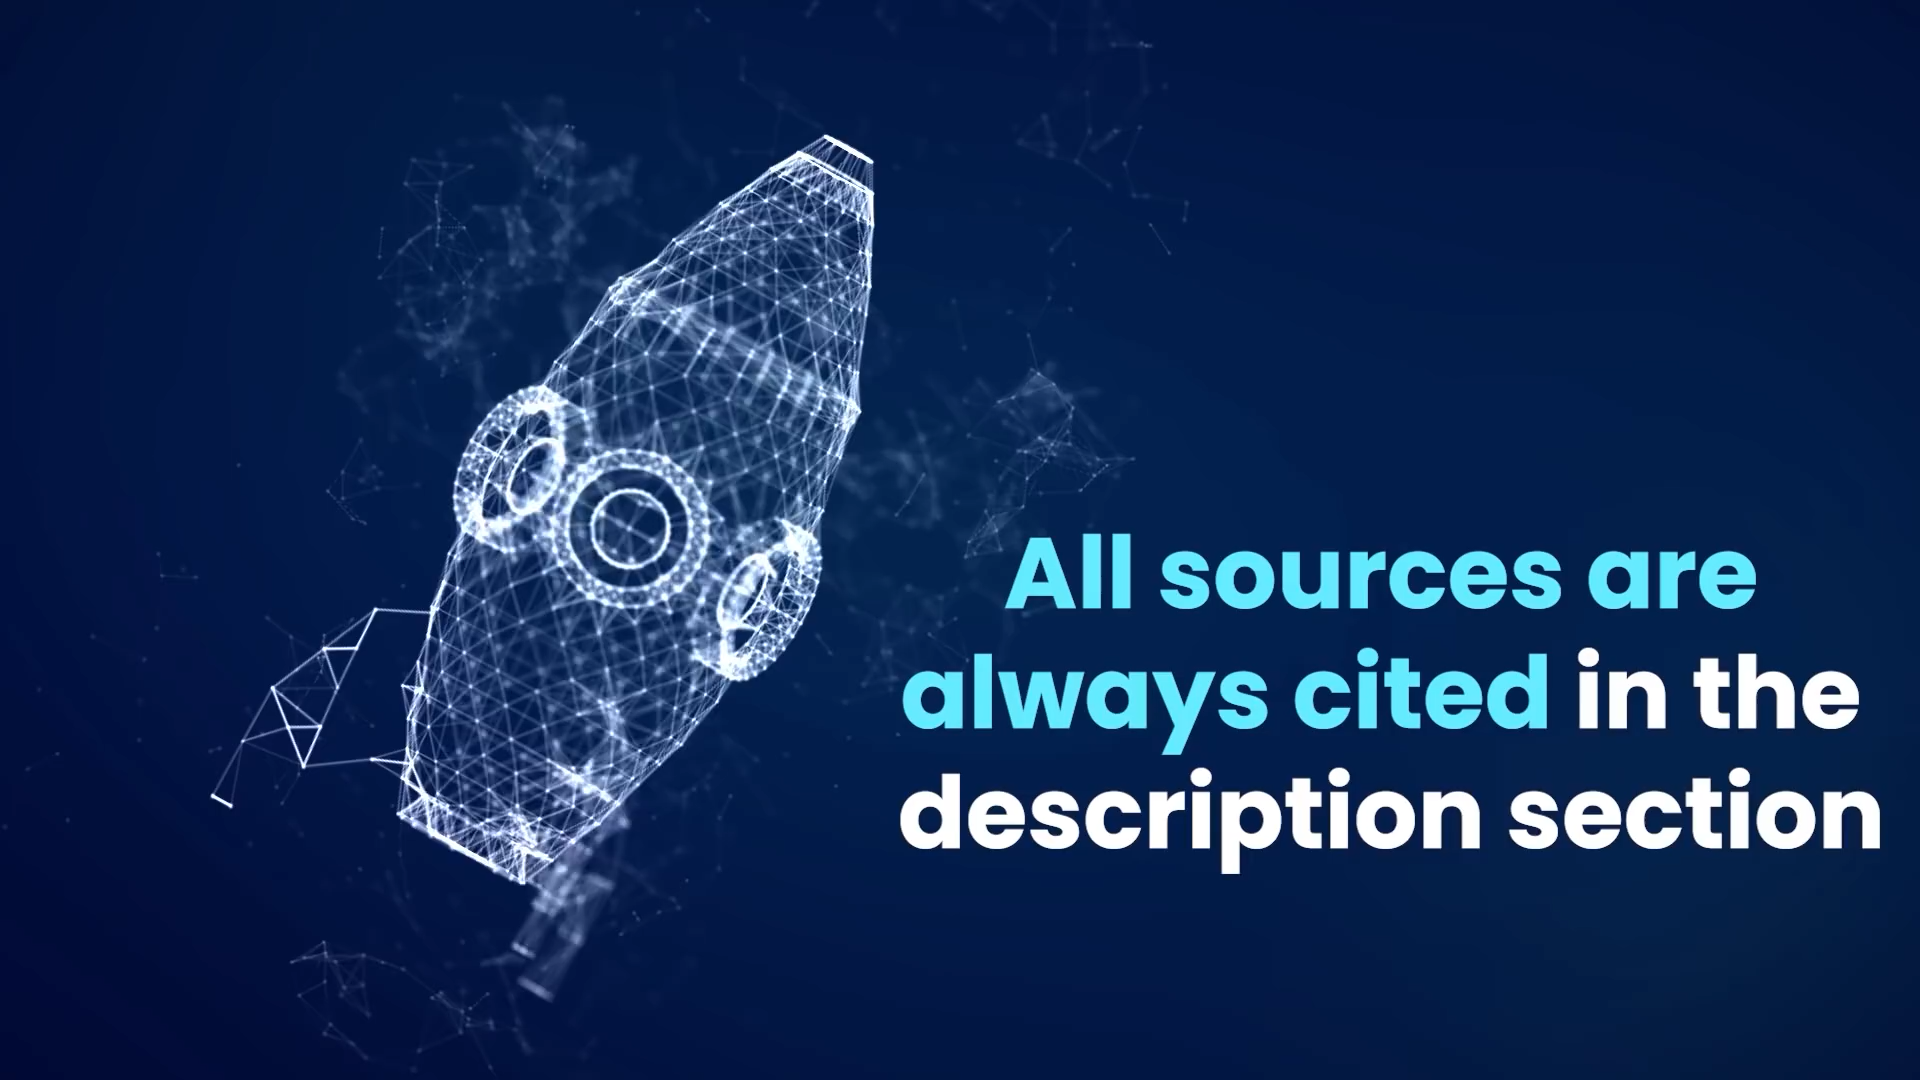 All sources are
always cited in the
description section